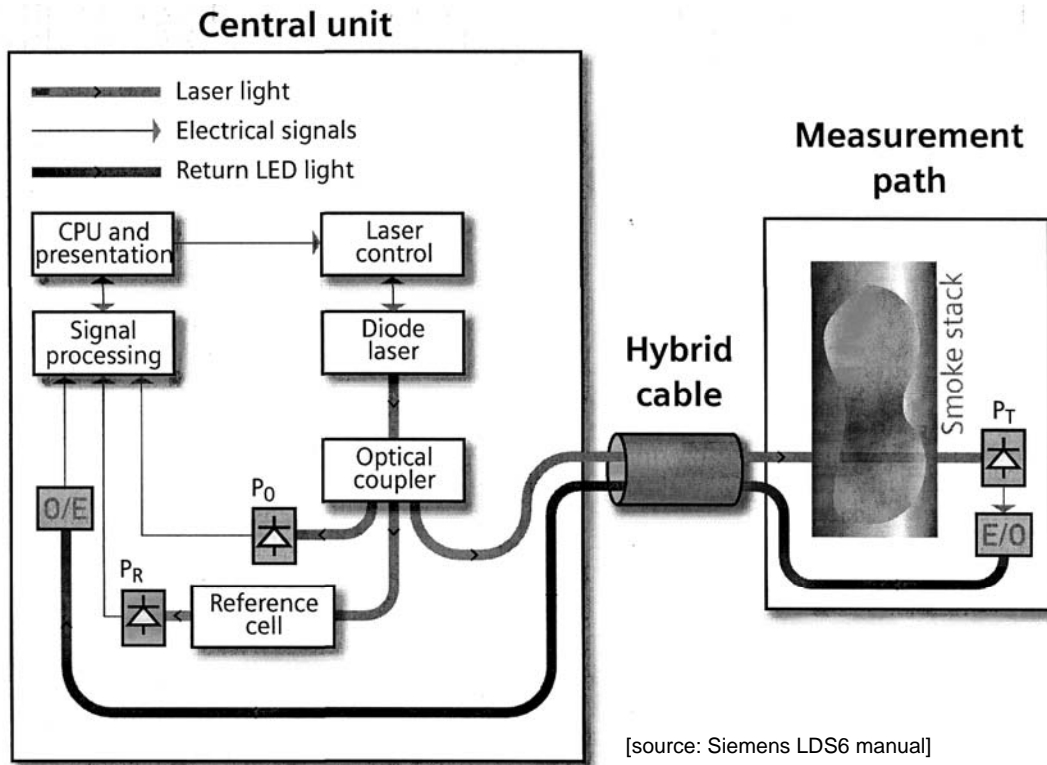 Central unit
Laser light
Electrical signals
Return LED light
CPU and
presentation
Laser
control
Signal
processing
Diode
laser
Optical
coupler
O/E
P0
PR
Reference
cell
Hybrid
cable
Measurement
path
Smoke stack
PT
E/O
[source: Siemens LDS6 manual]